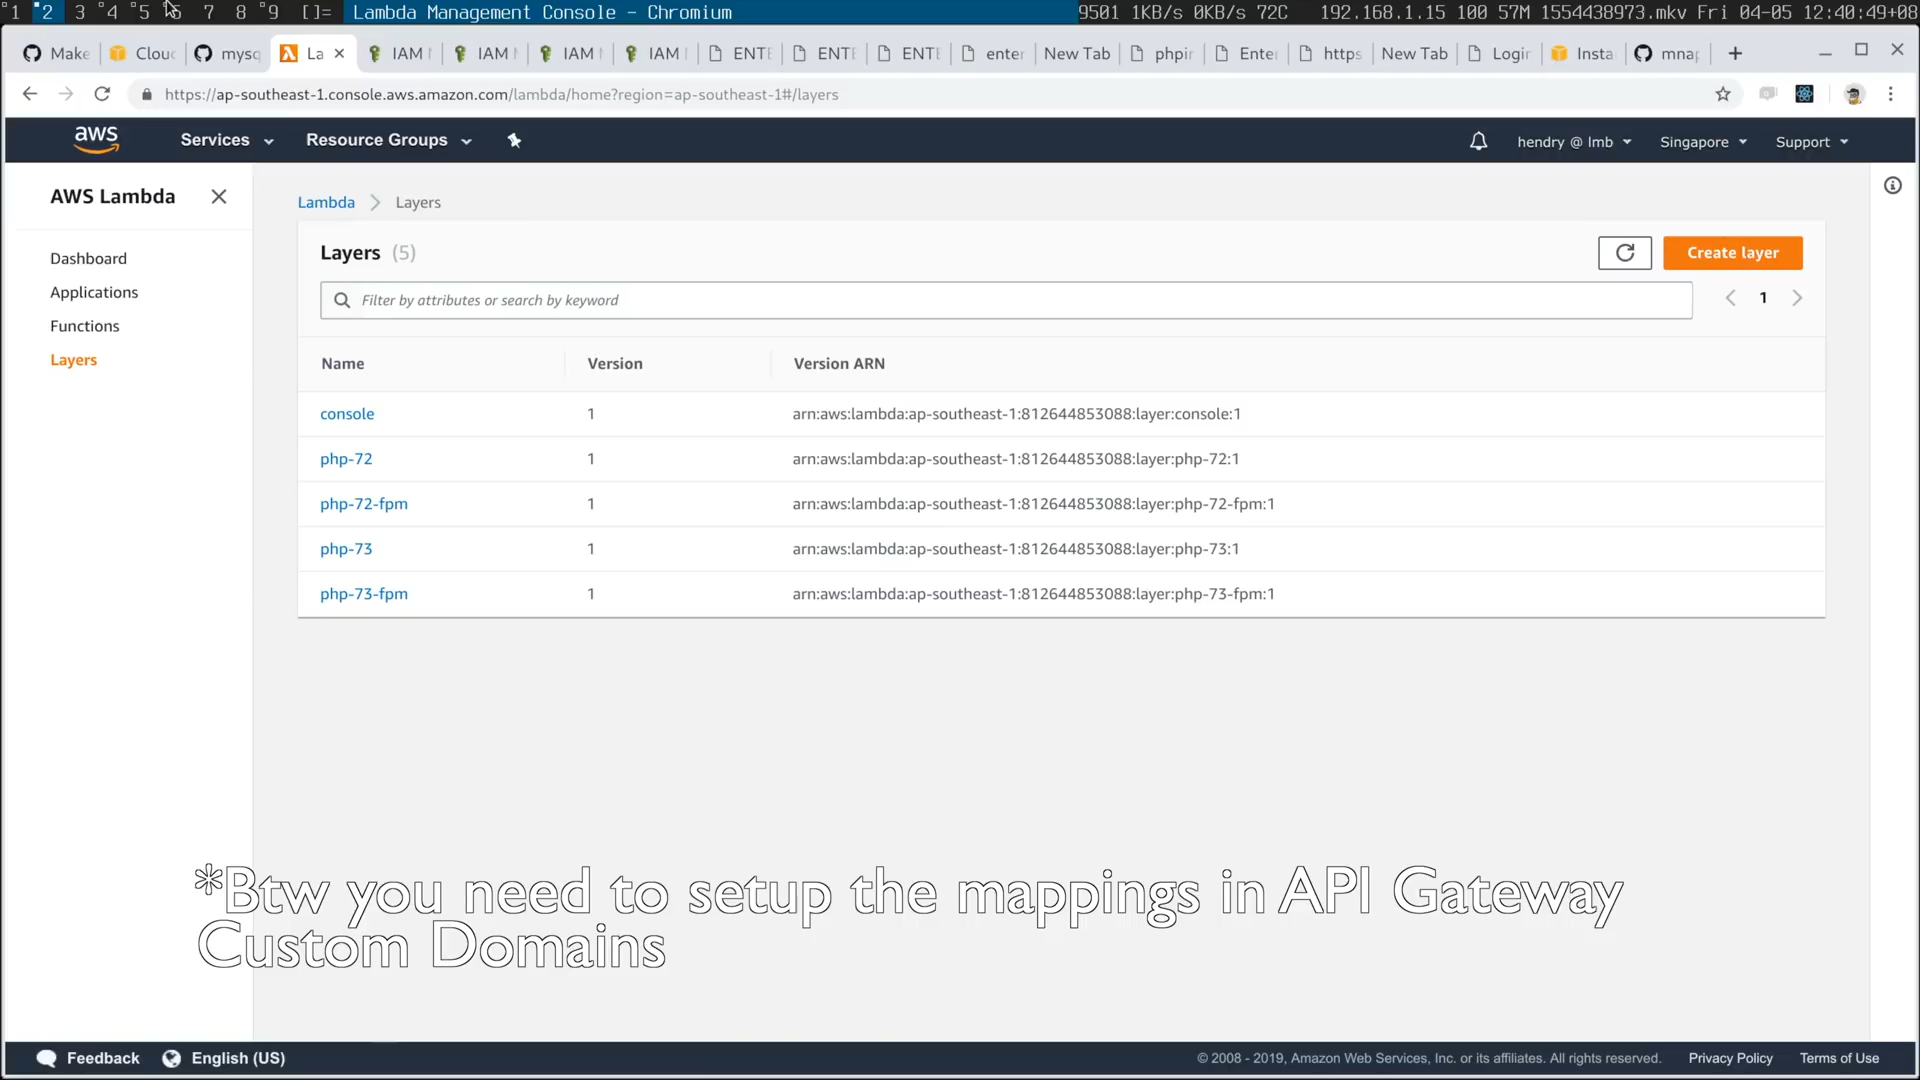 1 2 3 4 5 6 7 8 9 []= Lambda Management Console - Chromium 9501 1KB/s 0KB/s 72C 192.168.1.15 100 57M 1554438973.mkv Fri 04-05 12:40:49+08
Make Clouc mysq La IAM IAM IAM IAM ENTE ENTE ENTE enter New Tab phpir Enter https New Tab Login Insta mnap
https://ap-southeast-1.console.aws.amazon.com/lambda/home?region=ap-southeast-1#/layers
aws Services Resource Groups hendry @ lmb Singapore Support
AWS Lambda
Dashboard
Applications
Functions
Layers
Lambda > Layers
Layers (5)
Create layer
Filter by attributes or search by keyword
1
Name Version Version ARN
console 1 arn:aws:lambda:ap-southeast-1:812644853088:layer:console:1
php-72 1 arn:aws:lambda:ap-southeast-1:812644853088:layer:php-72:1
php-72-fpm 1 arn:aws:lambda:ap-southeast-1:812644853088:layer:php-72-fpm:1
php-73 1 arn:aws:lambda:ap-southeast-1:812644853088:layer:php-73:1
php-73-fpm 1 arn:aws:lambda:ap-southeast-1:812644853088:layer:php-73-fpm:1
*Btw you need to setup the mappings in API Gateway
Custom Domains
Feedback English (US) © 2008 - 2019, Amazon Web Services, Inc. or its affiliates. All rights reserved. Privacy Policy Terms of Use